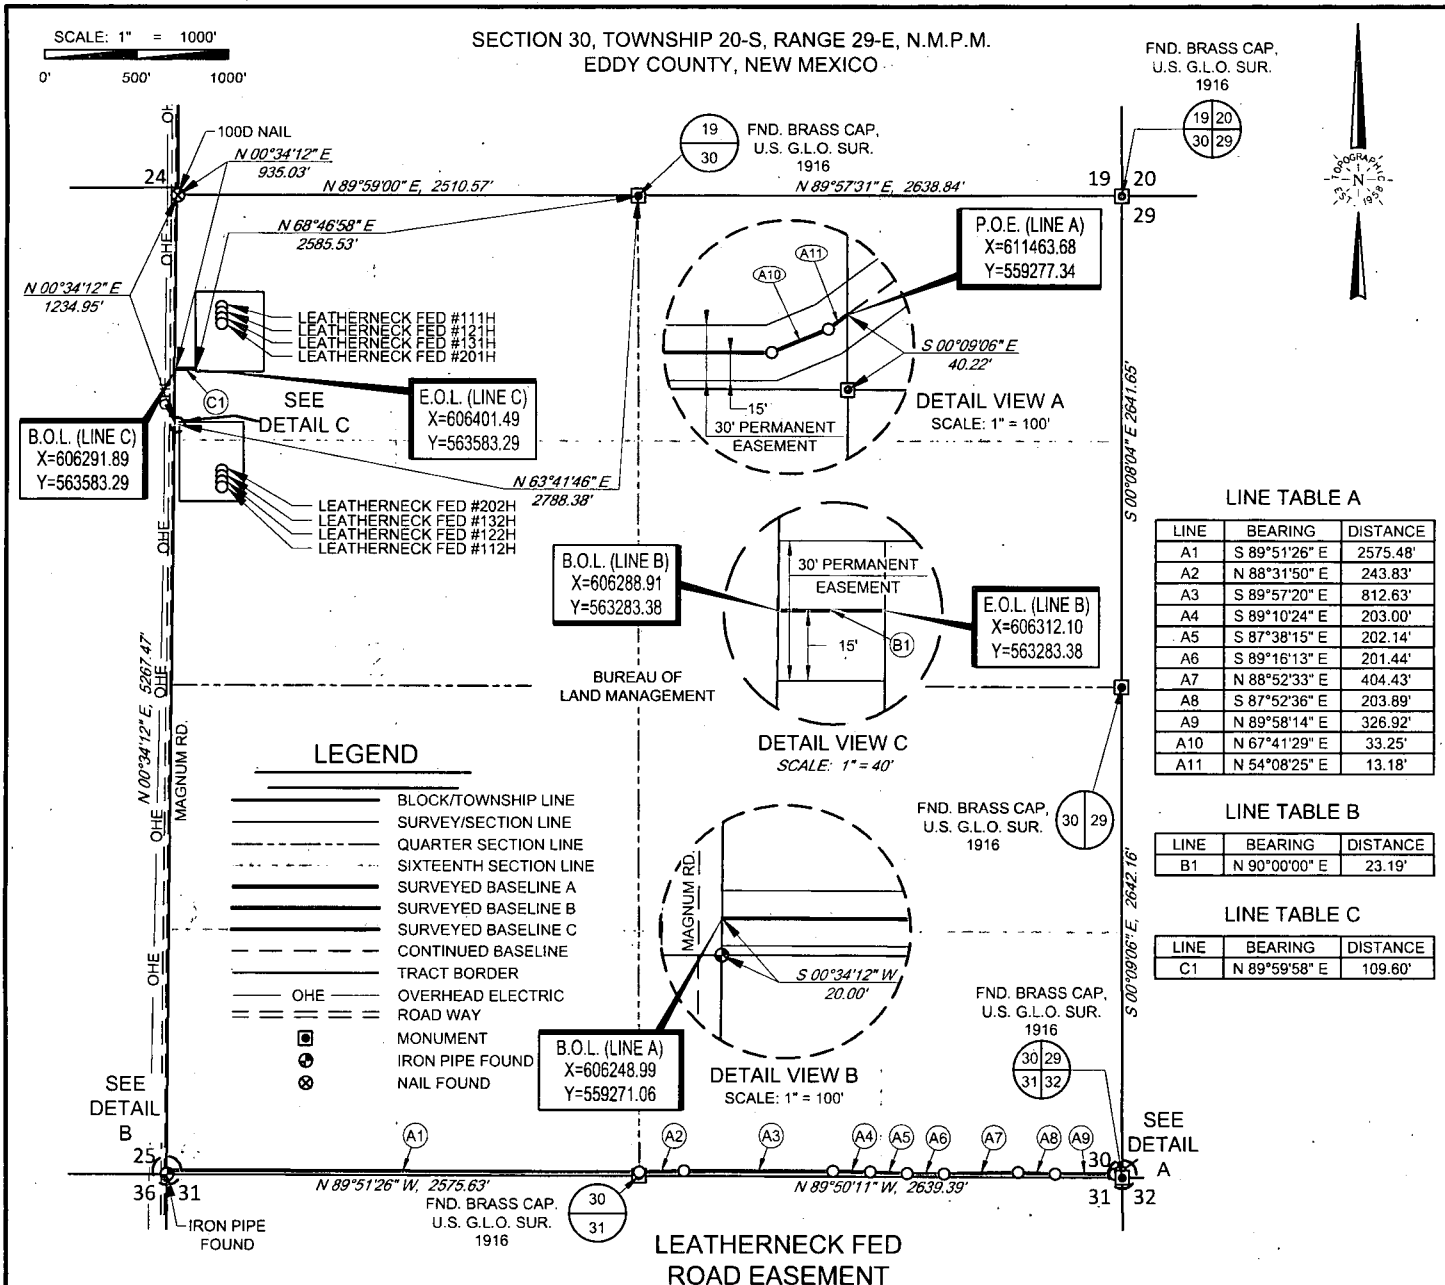 SCALE: 1" = 1000'
0' 500' 1000'
SECTION 30, TOWNSHIP 20-S, RANGE 29-E, N.M.P.M.
EDDY COUNTY, NEW MEXICO
FND. BRASS CAP,
U.S. G.L.O. SUR.
1916
19 20
30 29
TOPOGRAPHIC
N
EST. 1958
OHE
100D NAIL
N 00°34'12" E
935.03'
24
19
30
FND. BRASS CAP,
U.S. G.L.O. SUR.
1916
N 89°59'00" E, 2510.57'
N 89°57'31" E, 2638.84'
19 20
29
N 68°46'58" E
2585.53'
OHE
N 00°34'12" E
1234.95'
LEATHERNECK FED #111H
LEATHERNECK FED #121H
LEATHERNECK FED #131H
LEATHERNECK FED #201H
A10
A11
P.O.E. (LINE A)
X=611463.68
Y=559277.34
S 00°09'06" E
40.22'
15'
30' PERMANENT
EASEMENT
DETAIL VIEW A
SCALE: 1" = 100'
S 00°08'04" E 2641.65'
C1
OHE
SEE
DETAIL C
E.O.L. (LINE C)
X=606401.49
Y=563583.29
B.O.L. (LINE C)
X=606291.89
Y=563583.29
N 63°41'46" E
2788.38'
LEATHERNECK FED #202H
LEATHERNECK FED #132H
LEATHERNECK FED #122H
LEATHERNECK FED #112H
OHE
B.O.L. (LINE B)
X=606288.91
Y=563283.38
30' PERMANENT
EASEMENT
15'
B1
E.O.L. (LINE B)
X=606312.10
Y=563283.38
DETAIL VIEW C
SCALE: 1" = 40'
BUREAU OF
LAND MANAGEMENT
LINE TABLE A
LINE BEARING DISTANCE
A1 S 89°51'26" E 2575.48'
A2 N 88°31'50" E 243.83'
A3 S 89°57'20" E 812.63'
A4 S 89°10'24" E 203.00'
A5 S 87°38'15" E 202.14'
A6 S 89°16'13" E 201.44'
A7 N 88°52'33" E 404.43'
A8 S 87°52'36" E 203.89'
A9 N 89°58'14" E 326.92'
A10 N 67°41'29" E 33.25'
A11 N 54°08'25" E 13.18'
LINE TABLE B
LINE BEARING DISTANCE
B1 N 90°00'00" E 23.19'
LINE TABLE C
LINE BEARING DISTANCE
C1 N 89°59'58" E 109.60'
N 00°34'12" E, 5267.47'
OHE
MAGNUM RD.
OHE
OHE
LEGEND
BLOCK/TOWNSHIP LINE
SURVEY/SECTION LINE
QUARTER SECTION LINE
SIXTEENTH SECTION LINE
SURVEYED BASELINE A
SURVEYED BASELINE B
SURVEYED BASELINE C
CONTINUED BASELINE
TRACT BORDER
OHE OVERHEAD ELECTRIC
ROAD WAY
MONUMENT
IRON PIPE FOUND
NAIL FOUND
FND. BRASS CAP,
U.S. G.L.O. SUR.
1916
30 29
S 00°09'06" E, 2642.16'
MAGNUM RD.
S 00°34'12" W
20.00'
B.O.L. (LINE A)
X=606248.99
Y=559271.06
DETAIL VIEW B
SCALE: 1" = 100'
FND. BRASS CAP,
U.S. G.L.O. SUR.
1916
30 29
31 32
SEE
DETAIL
B
SEE
DETAIL
A
A1 A2 A3 A4 A5 A6 A7 A8 A9
25
36 31
30
31 32
N 89°51'26" W, 2575.63'
N 89°50'11" W, 2639.39'
IRON PIPE
FOUND
FND. BRASS CAP.
U.S. G.L.O. SUR.
1916
30
31
LEATHERNECK FED
ROAD EASEMENT